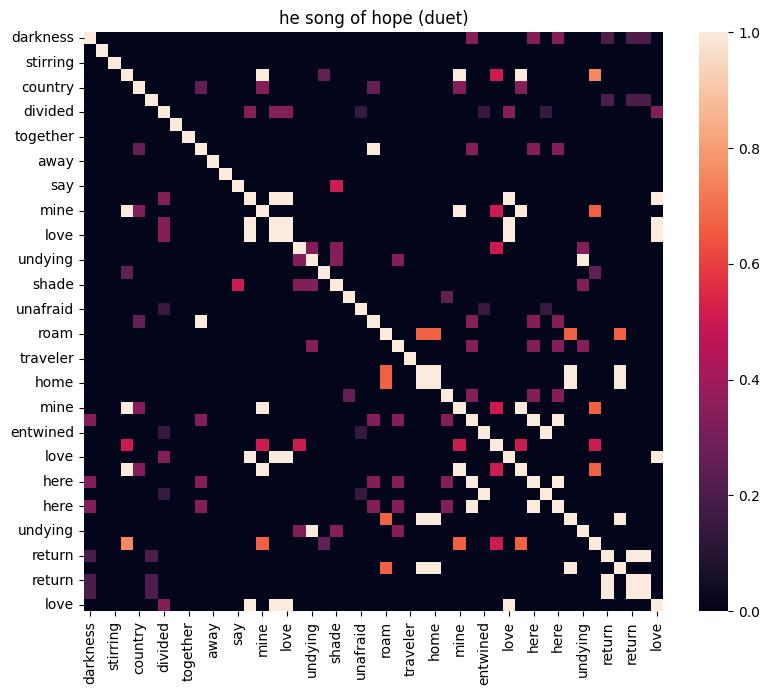 he song of hope (duet)
darkness
stirring
country
divided
together
away
say
mine
love
undying
shade
unafraid
roam
traveler
home
mine
entwined
love
here
here
undying
return
return
love
1.0
0.8
0.6
0.4
0.2
0.0
darkness
stirring
country
divided
together
away
say
mine
love
undying
shade
unafraid
roam
traveler
home
mine
entwined
love
here
here
undying
return
return
love